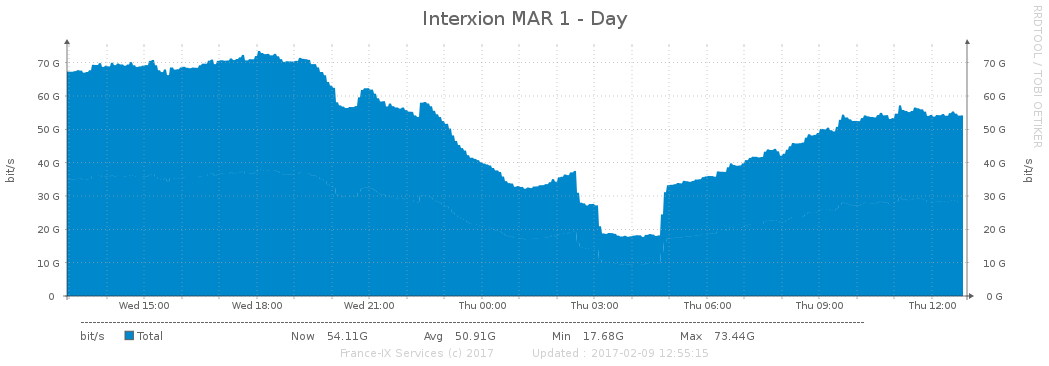 Interxion MAR 1 - Day
RRDTOOL / TOBI OETIKER
bit/s
70 G 70 G
60 G 60 G
50 G 50 G
40 G 40 G
30 G 30 G
20 G 20 G
10 G 10 G
0 0 G
bit/s
Wed 15:00 Wed 18:00 Wed 21:00 Thu 00:00 Thu 03:00 Thu 06:00 Thu 09:00 Thu 12:00
bit/s Total Now 54.11G Avg 50.91G Min 17.68G Max 73.44G
France-IX Services (c) 2017 Updated : 2017-02-09 12:55:15